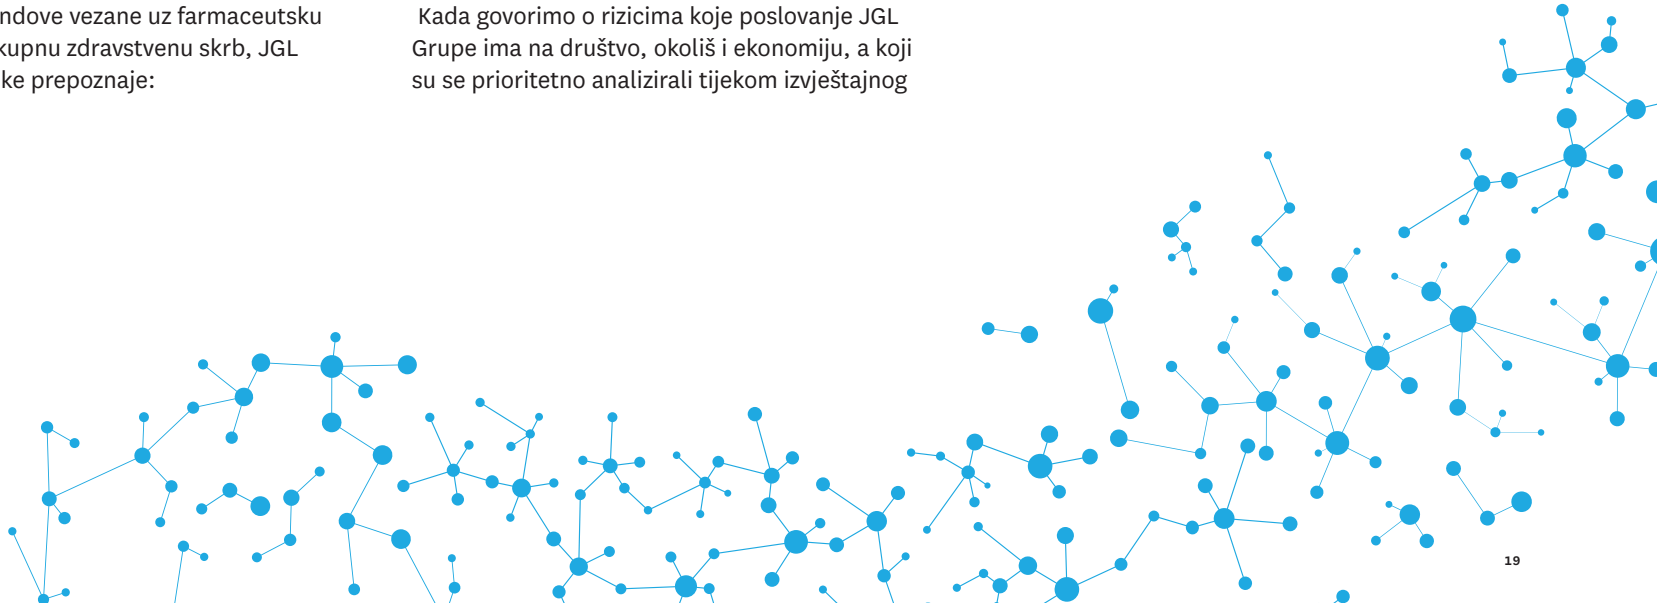 ndove vezane uz farmaceutsku
kupnu zdravstvenu skrb, JGL
ke prepoznaje:
Kada govorimo o rizicima koje poslovanje JGL
Grupe ima na društvo, okoliš i ekonomiju, a koji
su se prioritetno analizirali tijekom izvještajnog
19